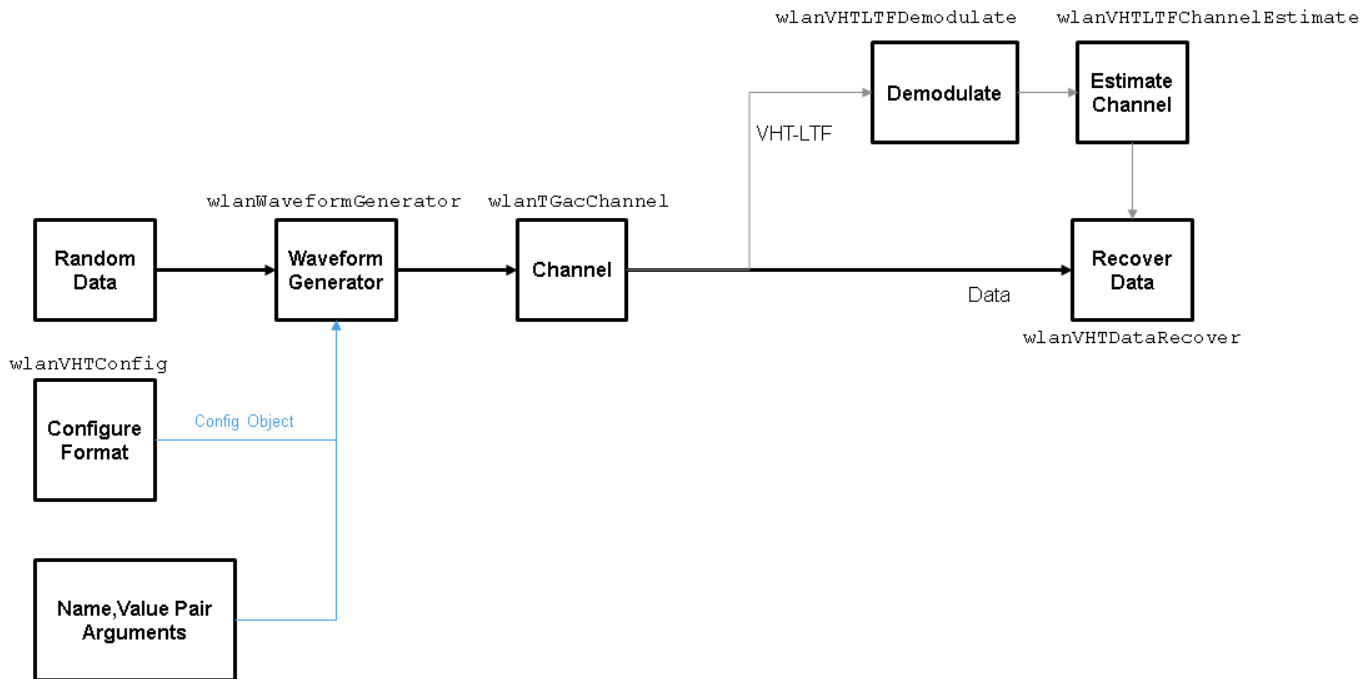 wlanVHTLTFDemodulate
wlanVHTLTFChannelEstimate
Demodulate
Estimate
Channel
VHT-LTF
wlanWaveformGenerator
wlanTGacChannel
Random
Data
Waveform
Generator
Channel
Recover
Data
Data
wlanVHTDataRecover
wlanVHTConfig
Configure
Format
Config Object
Name,Value Pair
Arguments